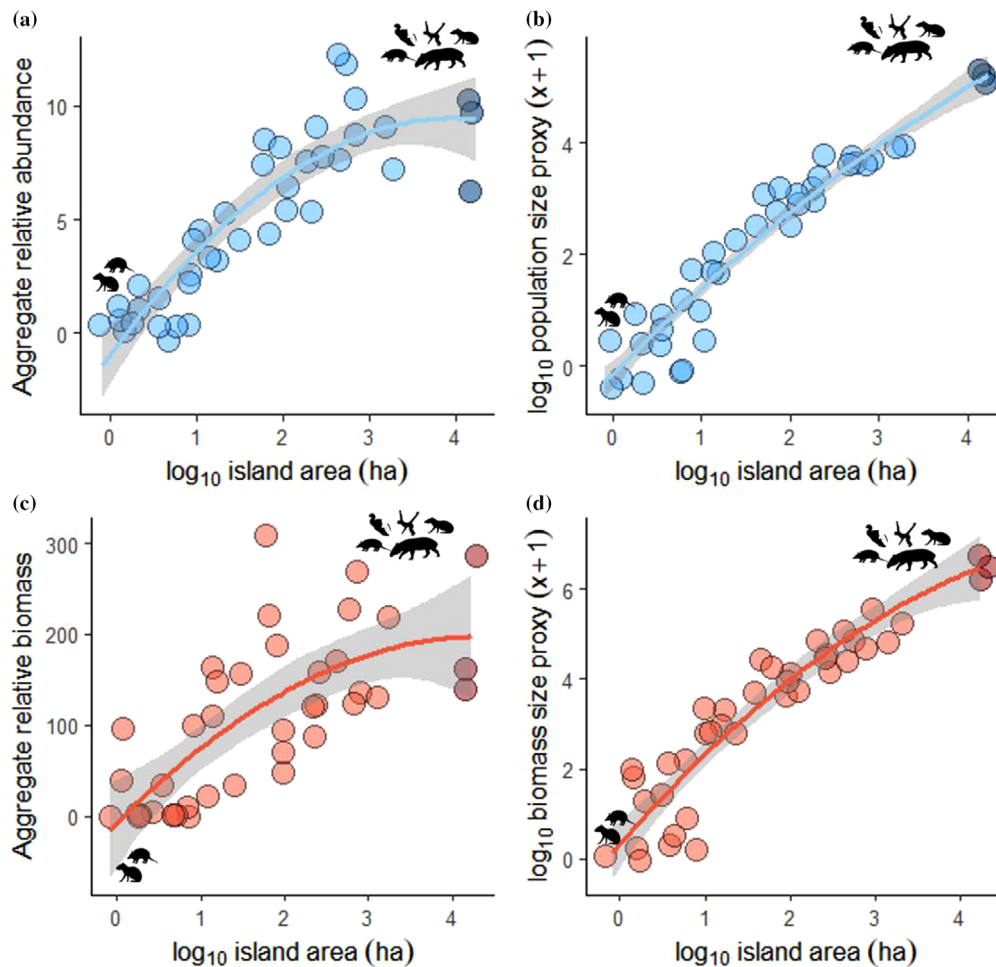 (a)
Aggregate relative abundance
10
5
0
0 1 2 3 4
log10 island area (ha)
(b)
log10 population size proxy (x + 1)
4
2
0
0 1 2 3 4
log10 island area (ha)
(c)
Aggregate relative biomass
300
200
100
0
0 1 2 3 4
log10 island area (ha)
(d)
log10 biomass size proxy (x + 1)
6
4
2
0
0 1 2 3 4
log10 island area (ha)